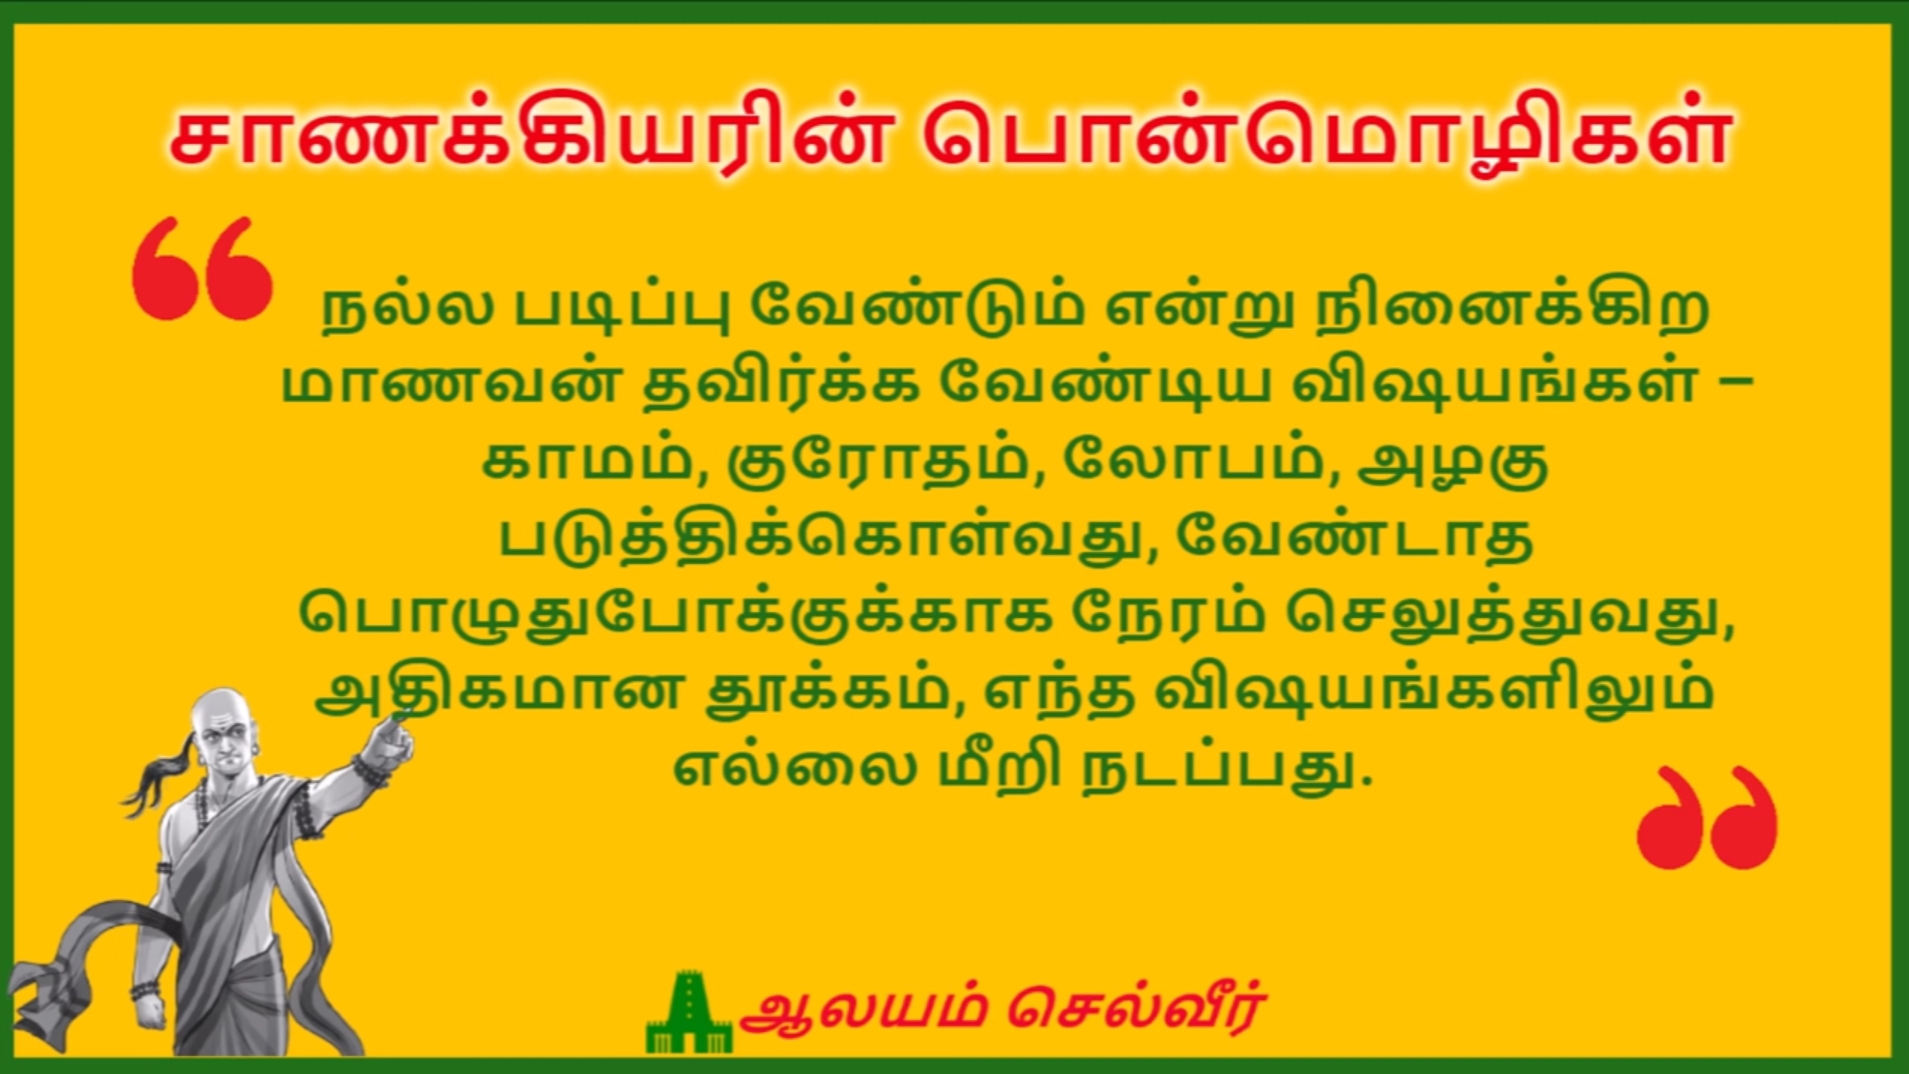 சாணக்கியரின் பொன்மொழிகள்
நல்ல படிப்பு வேண்டும் என்று நினைக்கிற
மாணவன் தவிர்க்க வேண்டிய விஷயங்கள் –
காமம், குரோதம், லோபம், அழகு
படுத்திக்கொள்வது, வேண்டாத
பொழுதுபோக்குக்காக நேரம் செலுத்துவது,
அதிகமான தூக்கம், எந்த விஷயங்களிலும்
எல்லை மீறி நடப்பது.
ஆலயம் செல்வீர்